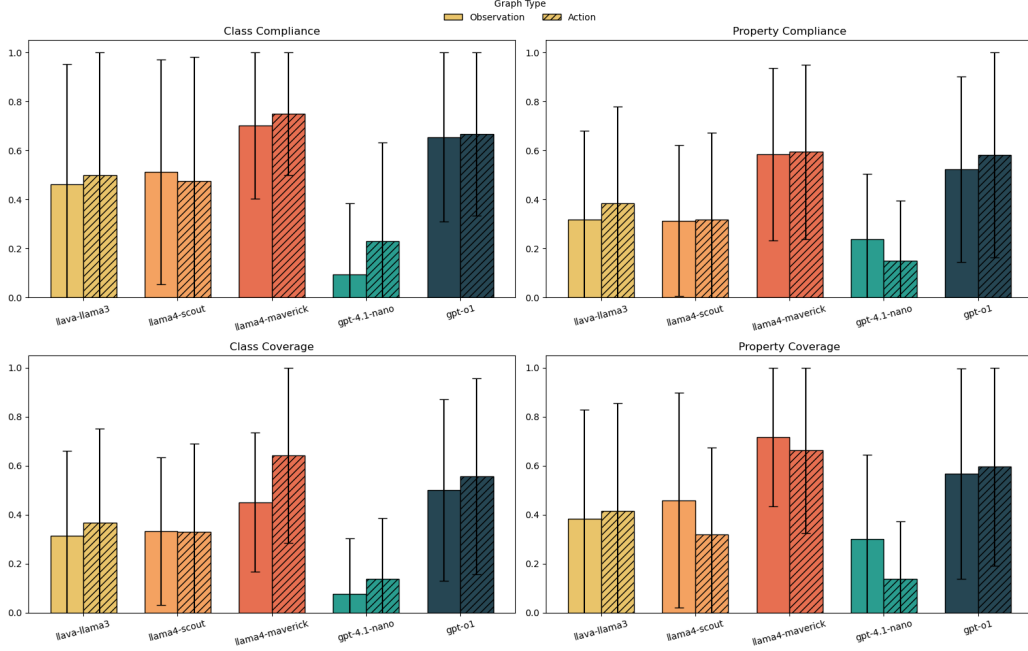 Graph Type
Observation Action
Class Compliance
1.0
0.8
0.6
0.4
0.2
0.0
llava-llama3 llama4-scout llama4-maverick gpt-4.1-nano gpt-o1
Property Compliance
1.0
0.8
0.6
0.4
0.2
0.0
llava-llama3 llama4-scout llama4-maverick gpt-4.1-nano gpt-o1
Class Coverage
1.0
0.8
0.6
0.4
0.2
0.0
llava-llama3 llama4-scout llama4-maverick gpt-4.1-nano gpt-o1
Property Coverage
1.0
0.8
0.6
0.4
0.2
0.0
llava-llama3 llama4-scout llama4-maverick gpt-4.1-nano gpt-o1